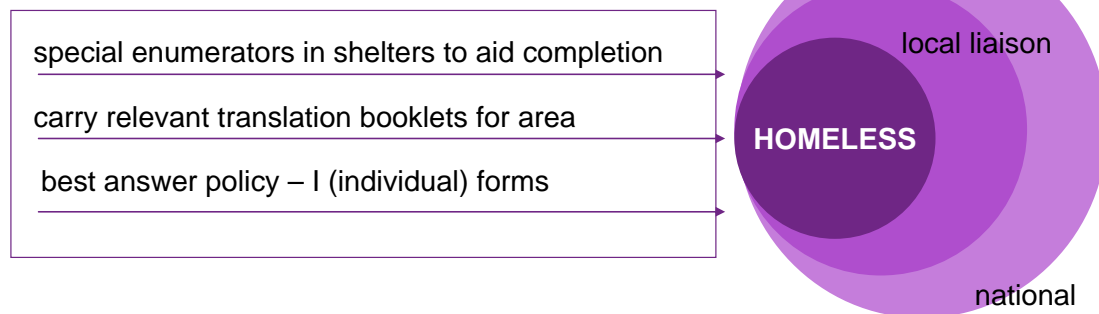 special enumerators in shelters to aid completion
carry relevant translation booklets for area
best answer policy – I (individual) forms
local liaison
HOMELESS
national